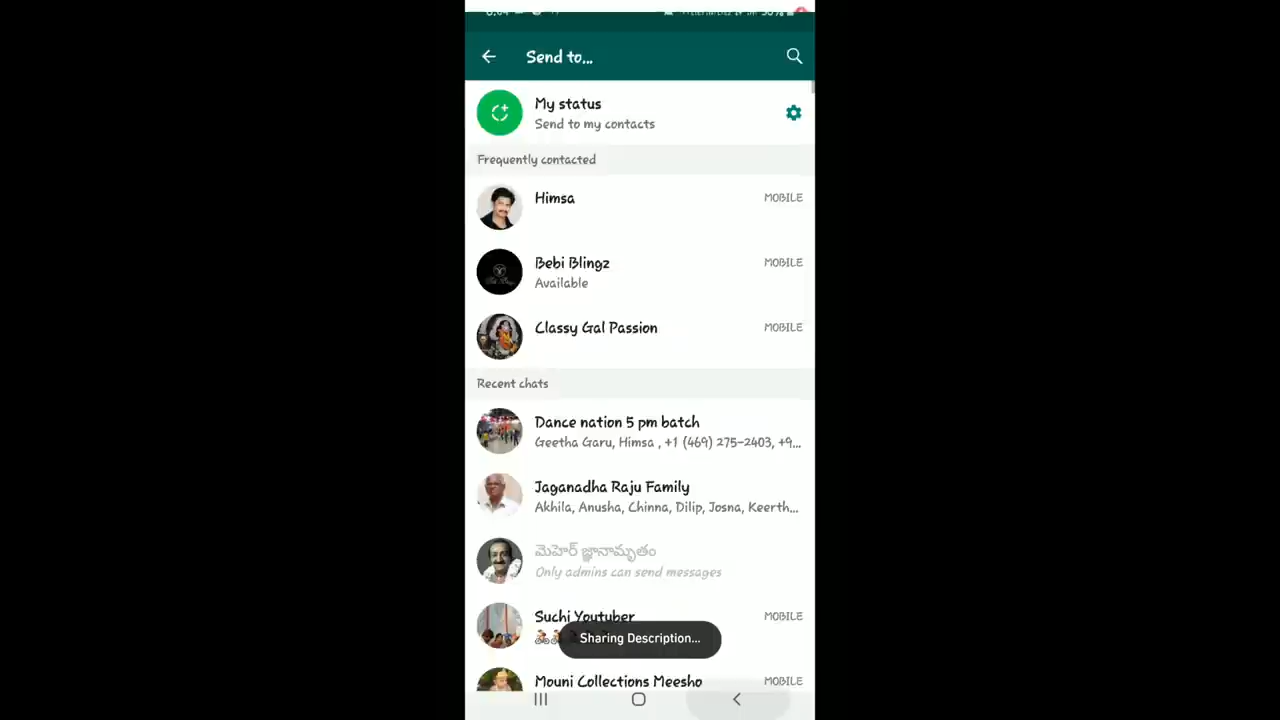 Send to...
My status
Send to my contacts
Frequently contacted
Himsa
MOBILE
Bebi Blingz
MOBILE
Available
Classy Gal Passion
MOBILE
Recent chats
Dance nation 5 pm batch
Geetha Garu, Himsa , +1 (469) 275-2403, +9...
Jaganadha Raju Family
Akhila, Anusha, Chinna, Dilip, Josna, Keerth...
మెహెర్ జ్ఞానామృతం
Only admins can send messages
Suchi Youtuber
MOBILE
Sharing Description...
Mouni Collections Meesho
MOBILE